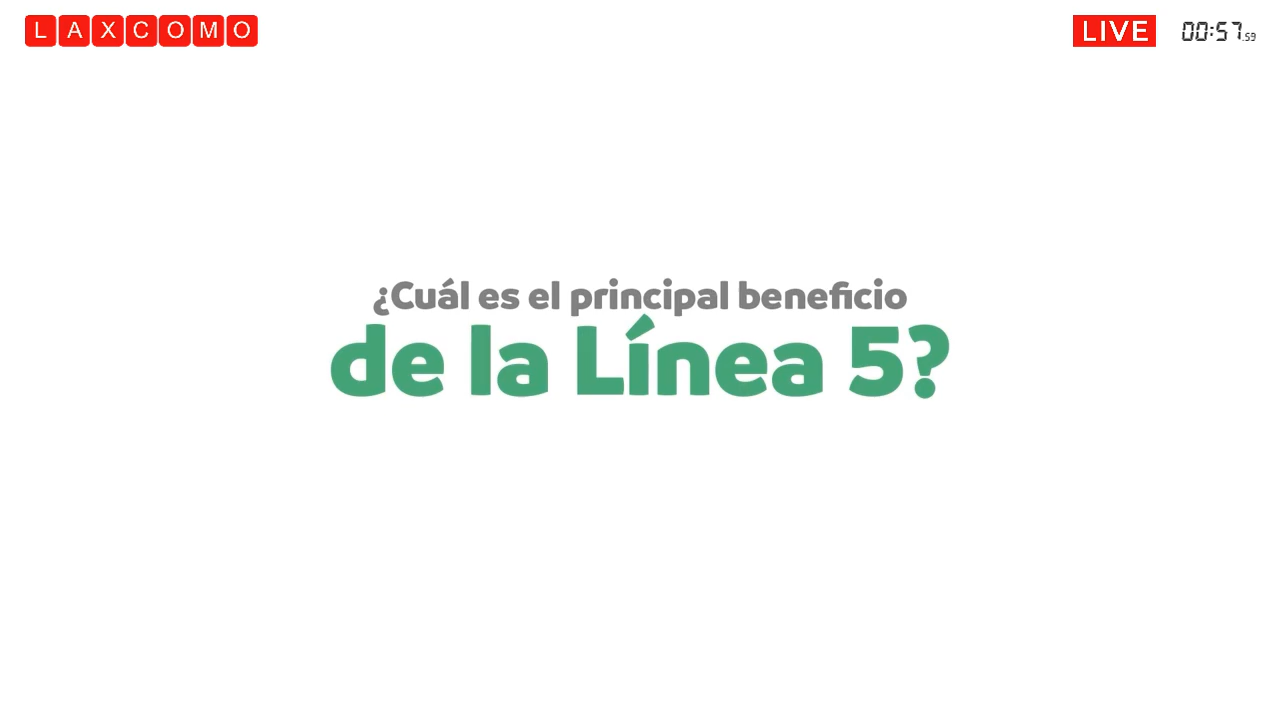 LAXCOMO
LIVE 00:57.59
¿Cuál es el principal beneficio
de la Línea 5?